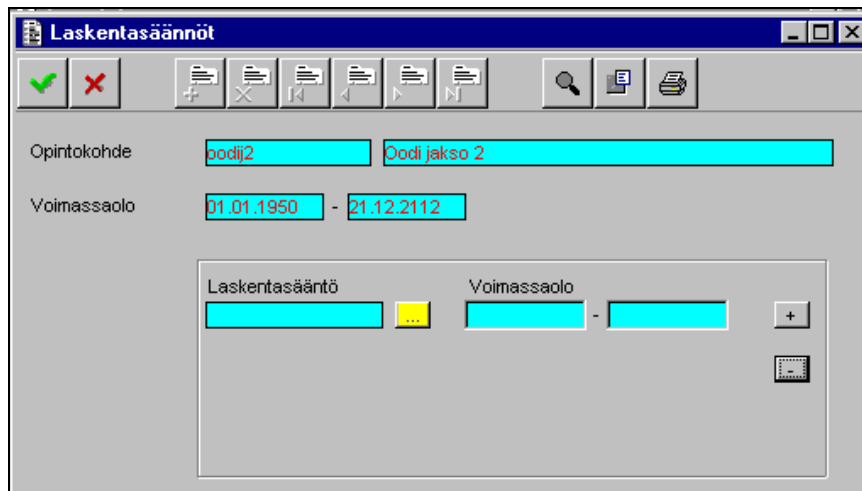 Laskentasäännöt
Opintokohde oodij2 Oodi jakso 2
Voimassaolo 01.01.1950 - 21.12.2112
Laskentasääntö Voimassaolo
... - +
-